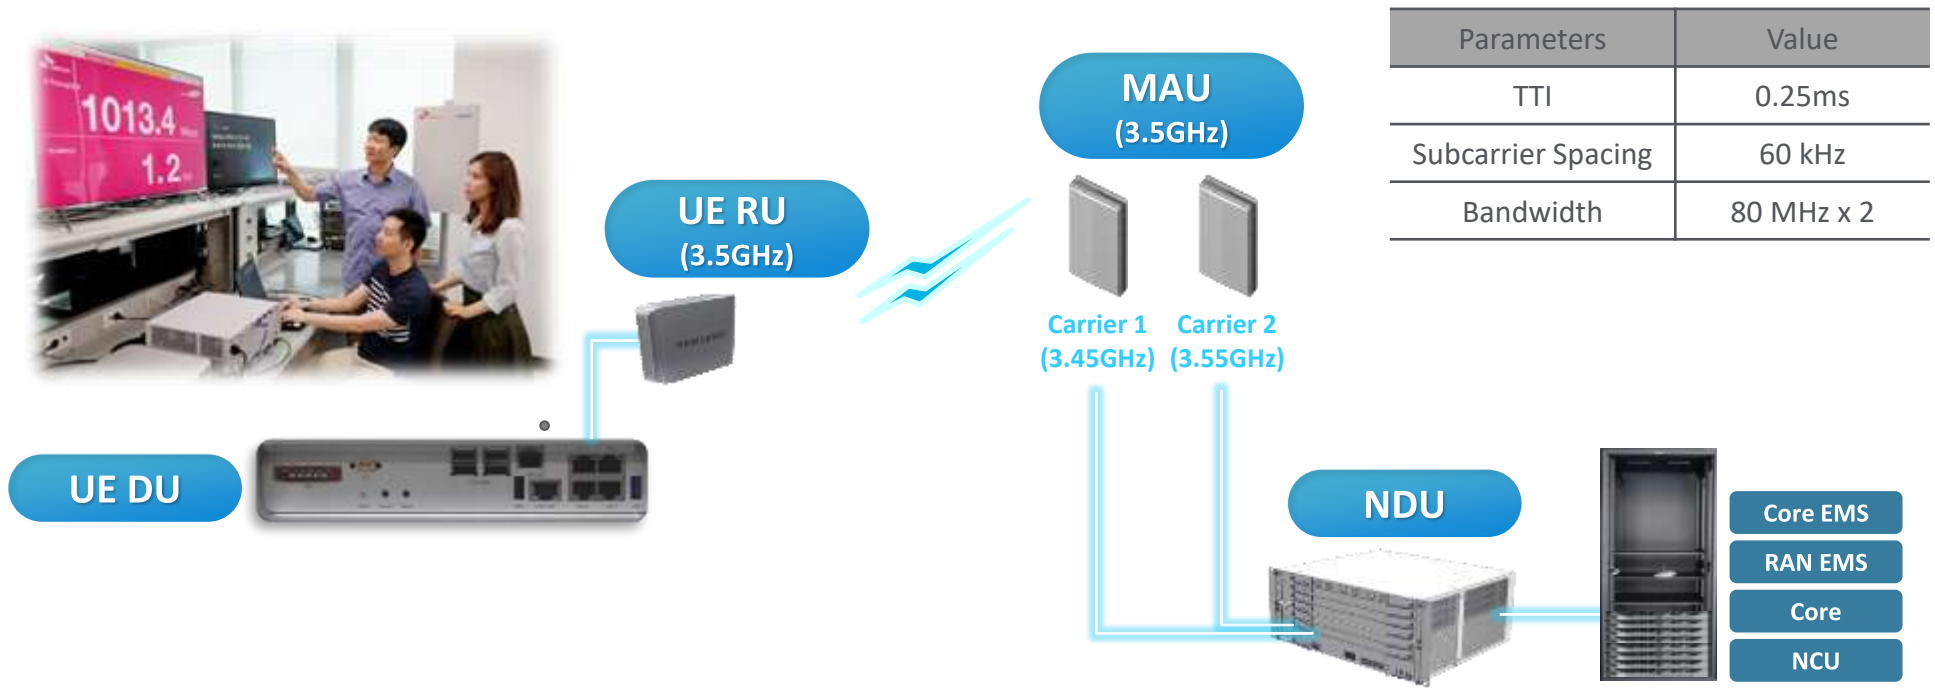 1013.4
1.2
UE RU
(3.5GHz)
UE DU
MAU
(3.5GHz)
Carrier 1
(3.45GHz)
Carrier 2
(3.55GHz)
Parameters Value
TTI 0.25ms
Subcarrier Spacing 60 kHz
Bandwidth 80 MHz x 2
NDU
Core EMS
RAN EMS
Core
NCU